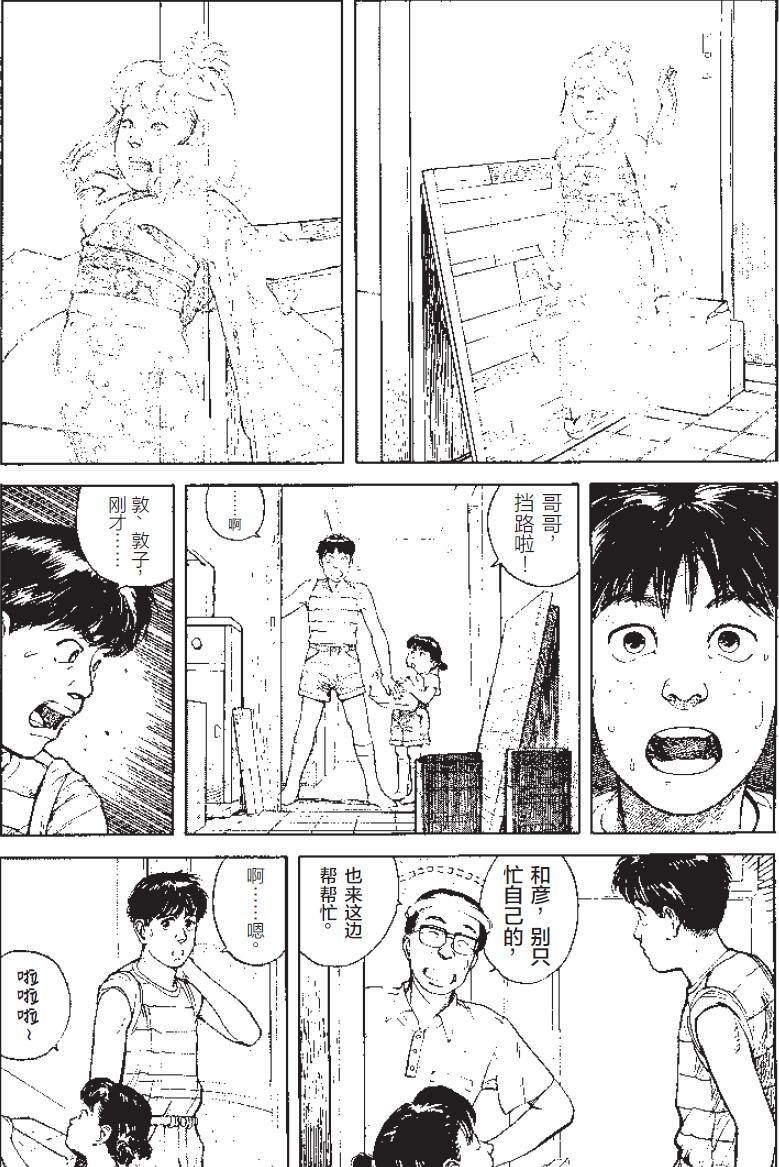 哥哥，
挡路啦！
……啊
敦、敦子，
刚才……
和彦，别只
忙自己的，
也来这边
帮帮忙。
啊……嗯。
啦
啦啦
啦～